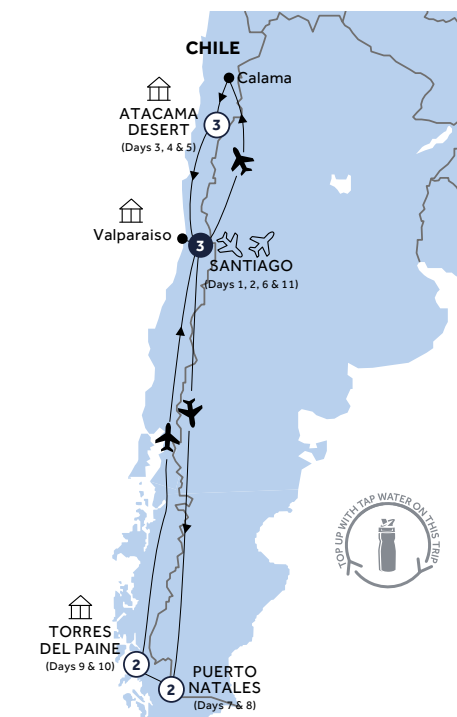 CHILE
Calama
ATACAMA
DESERT
(Days 3, 4 & 5)
3
Valparaiso
3
SANTIAGO
(Days 1, 2, 6 & 11)
TOP UP WITH TAP WATER ON THIS TRIP
TORRES
DEL PAINE
(Days 9 & 10)
2
2
PUERTO
NATALES
(Days 7 & 8)